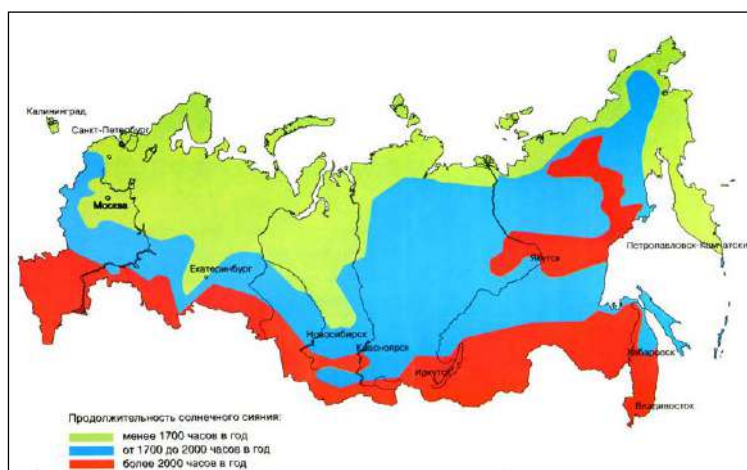 Калининград
Санкт-Петербург
Москва
Екатеринбург
Новосибирск
Красноярск
Иркутск
Якутск
Петропавловск-Камчатский
Хабаровск
Владивосток
Продолжительность солнечного сияния:
менее 1700 часов в год
от 1700 до 2000 часов в год
более 2000 часов в год